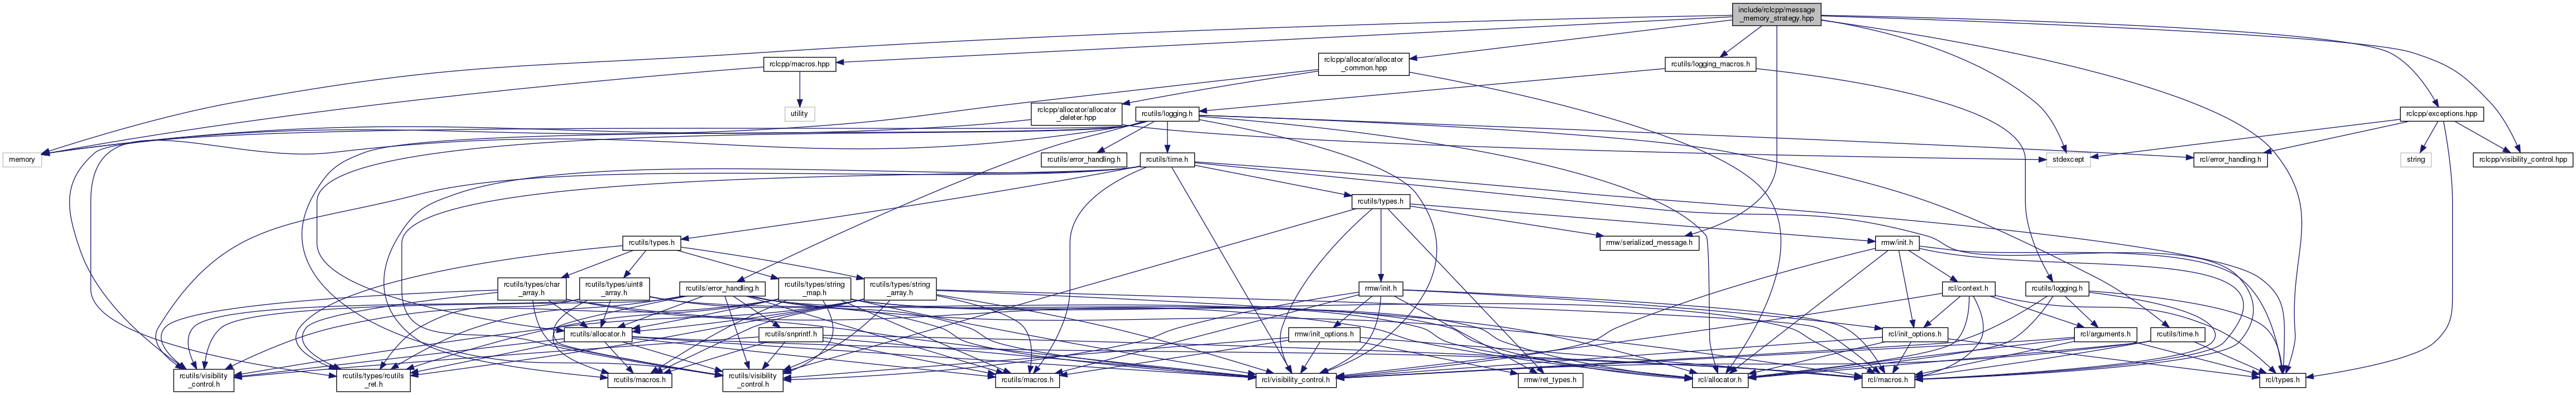 include/rclcpp/message
_memory_strategy.hpp
rclcpp/macros.hpp
rclcpp/allocator/allocator
_common.hpp
rcutils/logging_macros.h
utility
rclcpp/allocator/allocator
_deleter.hpp
rcutils/logging.h
rclcpp/exceptions.hpp
memory
rcutils/error_handling.h
rcutils/time.h
stdexcept
rcl/error_handling.h
string
rclcpp/visibility_control.hpp
rcutils/types.h
rcutils/types.h
rmw/serialized_message.h
rmw/init.h
rcutils/types/char
_array.h
rcutils/types/uint8
_array.h
rcutils/error_handling.h
rcutils/types/string
_map.h
rcutils/types/string
_array.h
rmw/init.h
rcl/context.h
rcutils/logging.h
rcutils/allocator.h
rcutils/snprintf.h
rmw/init_options.h
rcl/init_options.h
rcl/arguments.h
rcutils/time.h
rcutils/visibility
_control.h
rcutils/types/rcutils
_ret.h
rcutils/macros.h
rcutils/visibility
_control.h
rcutils/macros.h
rcl/visibility_control.h
rmw/ret_types.h
rcl/allocator.h
rcl/macros.h
rcl/types.h